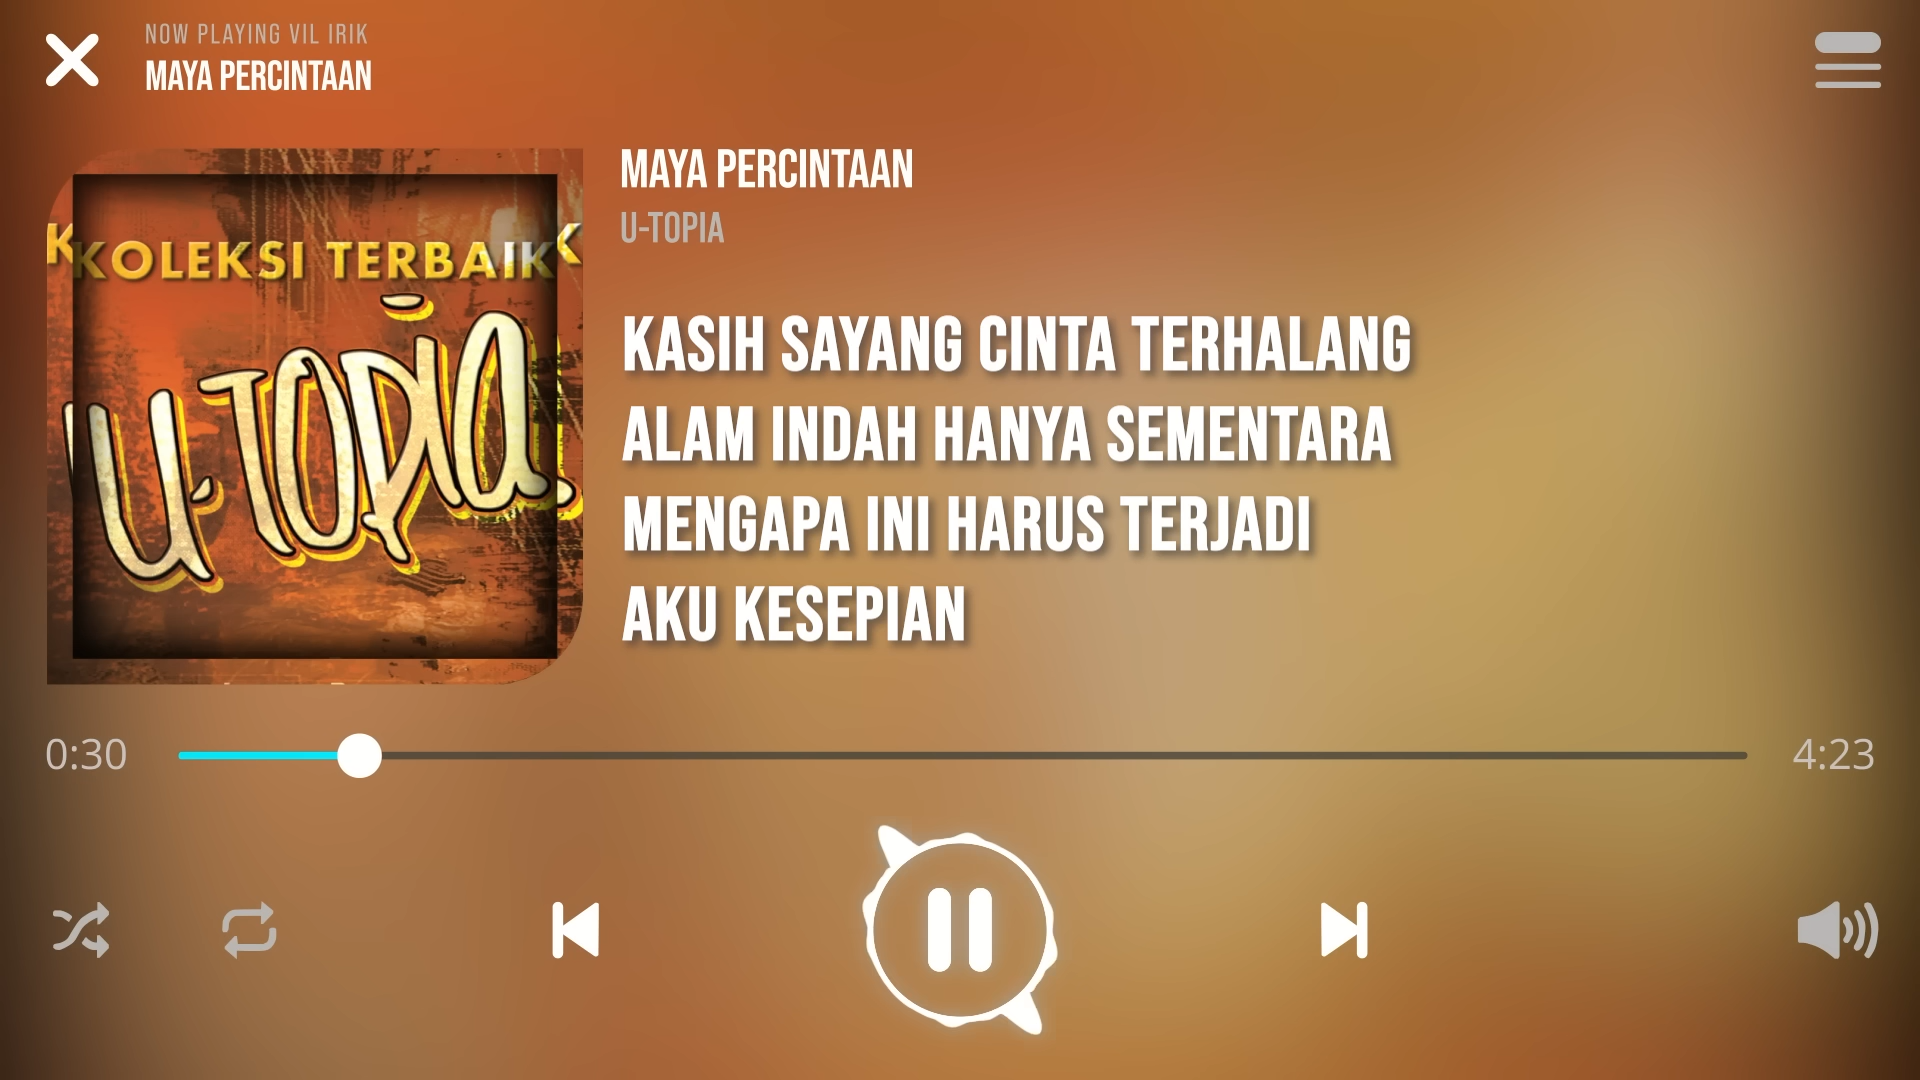 NOW PLAYING VIL IRIK
MAYA PERCINTAAN
MAYA PERCINTAAN
U-TOPIA
KOLEKSI TERBAIK
U-TOPIA
KASIH SAYANG CINTA TERHALANG
ALAM INDAH HANYA SEMENTARA
MENGAPA INI HARUS TERJADI
AKU KESEPIAN
0:30
4:23